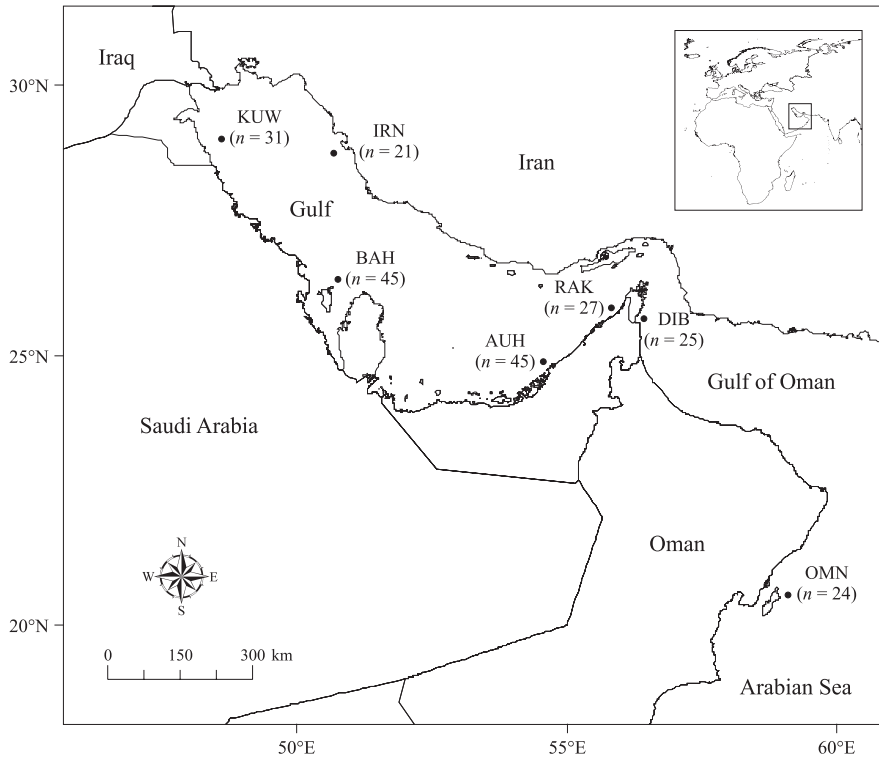 30°N
25°N
20°N
50°E
55°E
60°E
Iraq
KUW
(n = 31)
IRN
(n = 21)
Iran
Gulf
BAH
(n = 45)
RAK
(n = 27)
DIB
(n = 25)
AUH
(n = 45)
Gulf of Oman
Saudi Arabia
Oman
OMN
(n = 24)
Arabian Sea
N
W
E
S
0 150 300 km